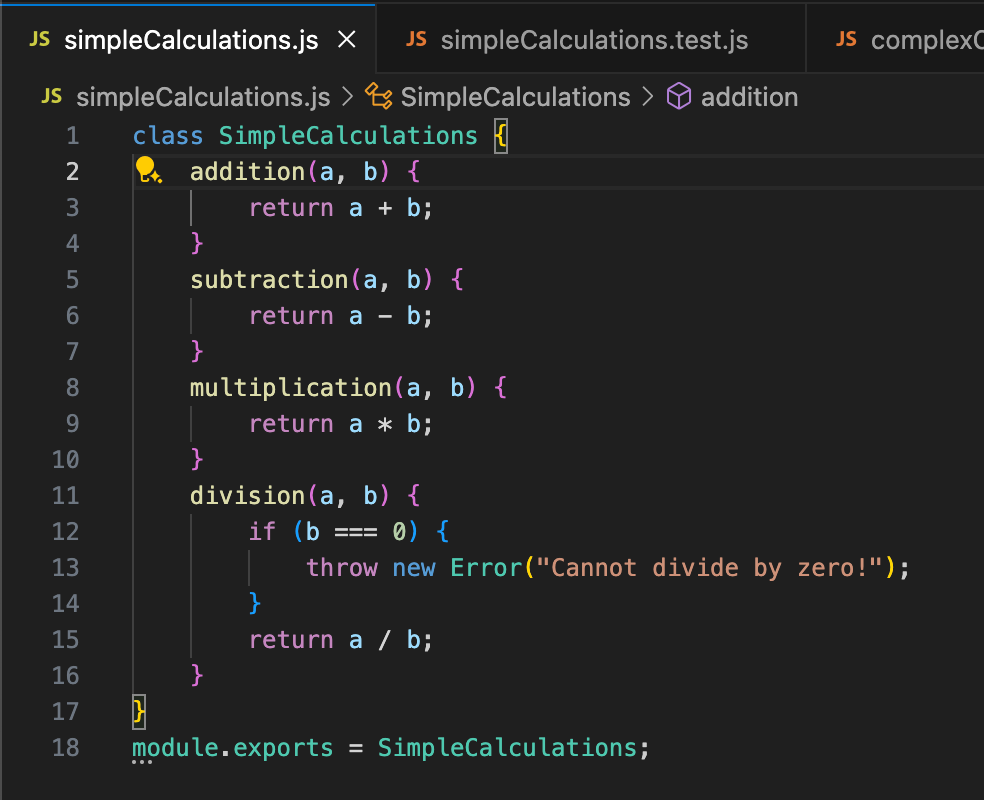 JS simpleCalculations.js × JS simpleCalculations.test.js JS complexC
JS simpleCalculations.js > SimpleCalculations > addition
1 class SimpleCalculations {
2     addition(a, b) {
3         return a + b;
4     }
5     subtraction(a, b) {
6         return a - b;
7     }
8     multiplication(a, b) {
9         return a * b;
10     }
11     division(a, b) {
12         if (b === 0) {
13             throw new Error("Cannot divide by zero!");
14         }
15         return a / b;
16     }
17 }
18 module.exports = SimpleCalculations;